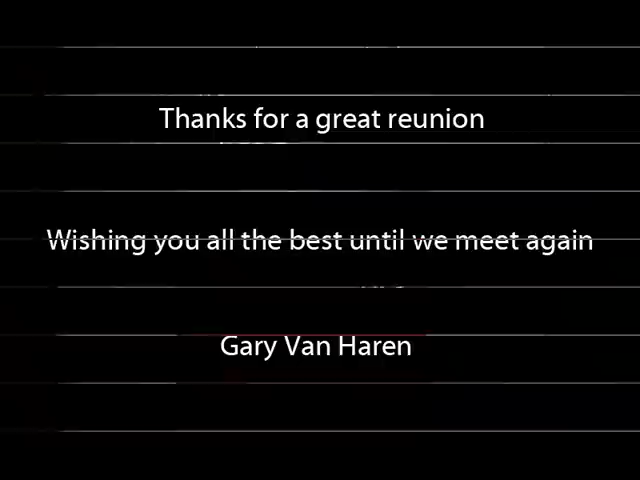 Thanks for a great reunion
Wishing you all the best until we meet again
Gary Van Haren